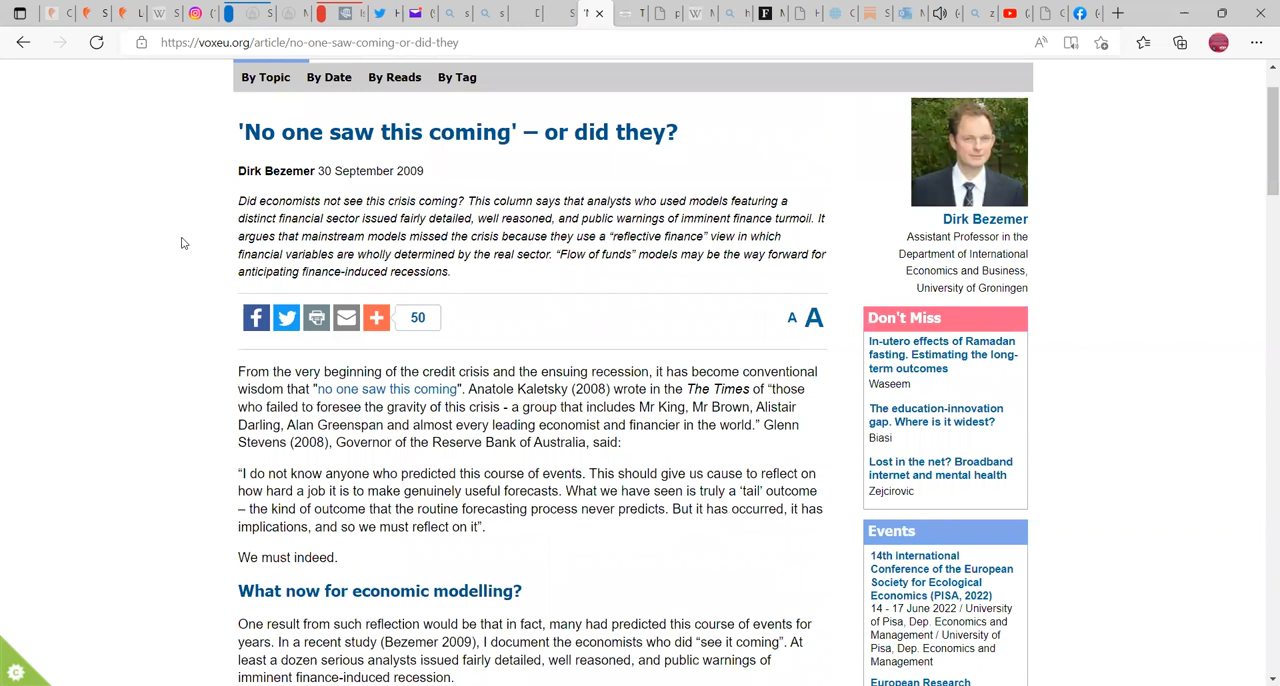 https://voxeu.org/article/no-one-saw-coming-or-did-they
By Topic By Date By Reads By Tag
'No one saw this coming' – or did they?
Dirk Bezemer 30 September 2009
Did economists not see this crisis coming? This column says that analysts who used models featuring a
distinct financial sector issued fairly detailed, well reasoned, and public warnings of imminent finance turmoil. It
argues that mainstream models missed the crisis because they use a “reflective finance” view in which
financial variables are wholly determined by the real sector. “Flow of funds” models may be the way forward for
anticipating finance-induced recessions.
50
A A
From the very beginning of the credit crisis and the ensuing recession, it has become conventional
wisdom that "no one saw this coming". Anatole Kaletsky (2008) wrote in the The Times of “those
who failed to foresee the gravity of this crisis - a group that includes Mr King, Mr Brown, Alistair
Darling, Alan Greenspan and almost every leading economist and financier in the world.” Glenn
Stevens (2008), Governor of the Reserve Bank of Australia, said:
“I do not know anyone who predicted this course of events. This should give us cause to reflect on
how hard a job it is to make genuinely useful forecasts. What we have seen is truly a ‘tail’ outcome
– the kind of outcome that the routine forecasting process never predicts. But it has occurred, it has
implications, and so we must reflect on it”.
We must indeed.
What now for economic modelling?
One result from such reflection would be that in fact, many had predicted this course of events for
years. In a recent study (Bezemer 2009), I document the economists who did “see it coming”. At
least a dozen serious analysts issued fairly detailed, well reasoned, and public warnings of
imminent finance-induced recession.
Dirk Bezemer
Assistant Professor in the
Department of International
Economics and Business,
University of Groningen
Don't Miss
In-utero effects of Ramadan
fasting. Estimating the long-
term outcomes
Waseem
The education-innovation
gap. Where is it widest?
Biasi
Lost in the net? Broadband
internet and mental health
Zejcirovic
Events
14th International
Conference of the European
Society for Ecological
Economics (PISA, 2022)
14 - 17 June 2022 / University
of Pisa, Dep. Economics and
Management / University of
Pisa, Dep. Economics and
Management
European Research